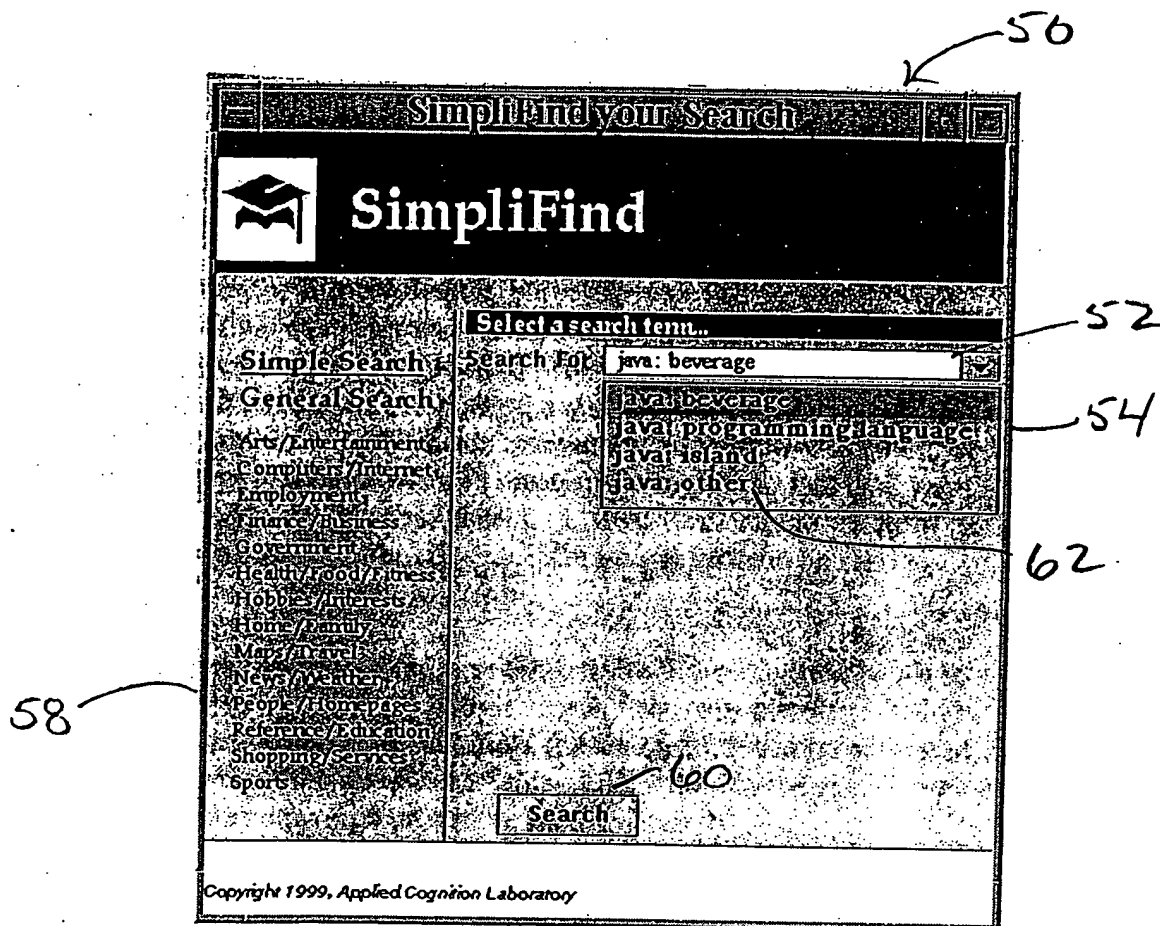 50
SimpliFind your Search
SimpliFind
Select a search term...
52
Simple Search
Search For
java: beverage
General Search
java: beverage
54
java: programming language
java: island
java: other
62
Arts/Entertainment
Computers/Internet
Employment
Finance/Business
Government
Health/Food/Fitness
Hobbies/Interests
Home/Family
Maps/Travel
News/Weather
58
People/Homepages
Reference/Education
Shopping/Services
Sports
60
Search
Copyright 1999, Applied Cognition Laboratory